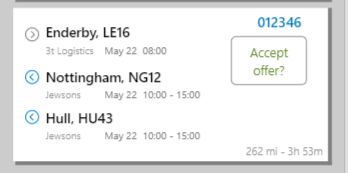 012346
Enderby, LE16
3t Logistics May 22 08:00
Accept
offer?
Nottingham, NG12
Jewsons May 22 10:00 - 15:00
Hull, HU43
Jewsons May 22 10:00 - 15:00
262 mi - 3h 53m